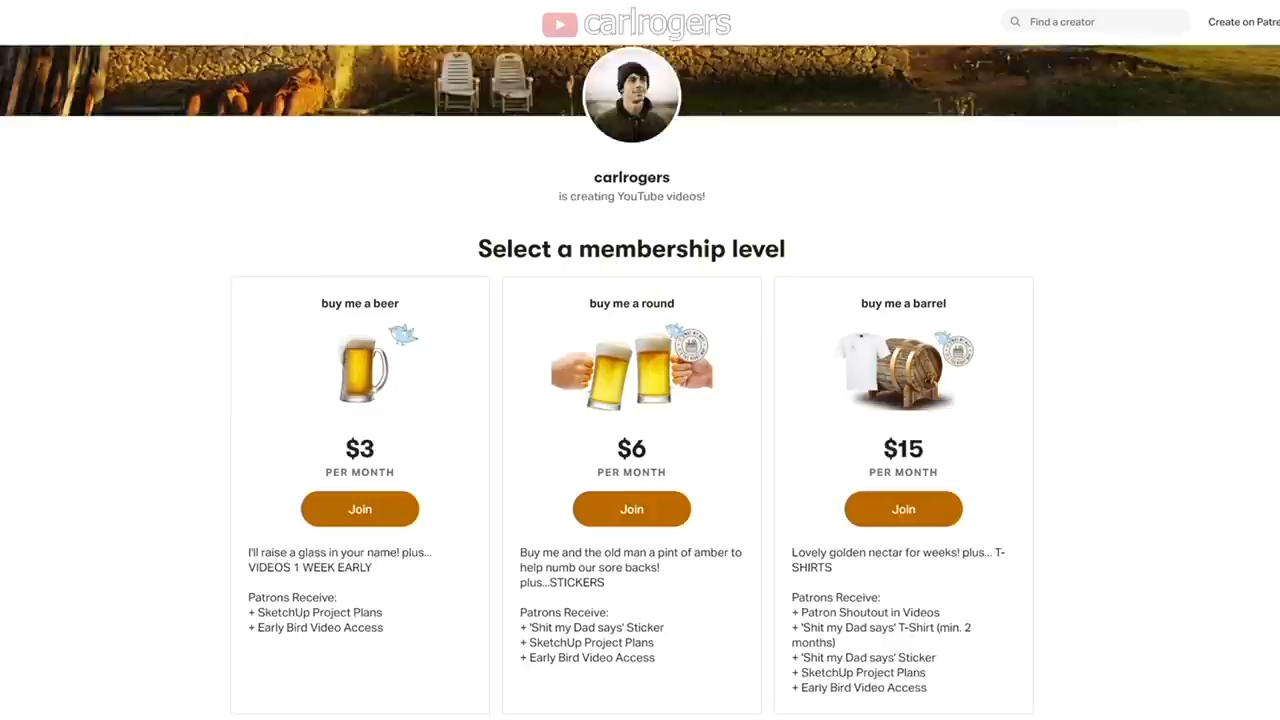 carlrogers
Find a creator
Create on Patre
carlrogers
is creating YouTube videos!
Select a membership level
buy me a beer
$3
PER MONTH
Join
I'll raise a glass in your name! plus...
VIDEOS 1 WEEK EARLY
Patrons Receive:
+ SketchUp Project Plans
+ Early Bird Video Access
buy me a round
$6
PER MONTH
Join
Buy me and the old man a pint of amber to
help numb our sore backs!
plus...STICKERS
Patrons Receive:
+ 'Shit my Dad says' Sticker
+ SketchUp Project Plans
+ Early Bird Video Access
buy me a barrel
$15
PER MONTH
Join
Lovely golden nectar for weeks! plus... T-
SHIRTS
Patrons Receive:
+ Patron Shoutout in Videos
+ 'Shit my Dad says' T-Shirt (min. 2
months)
+ 'Shit my Dad says' Sticker
+ SketchUp Project Plans
+ Early Bird Video Access